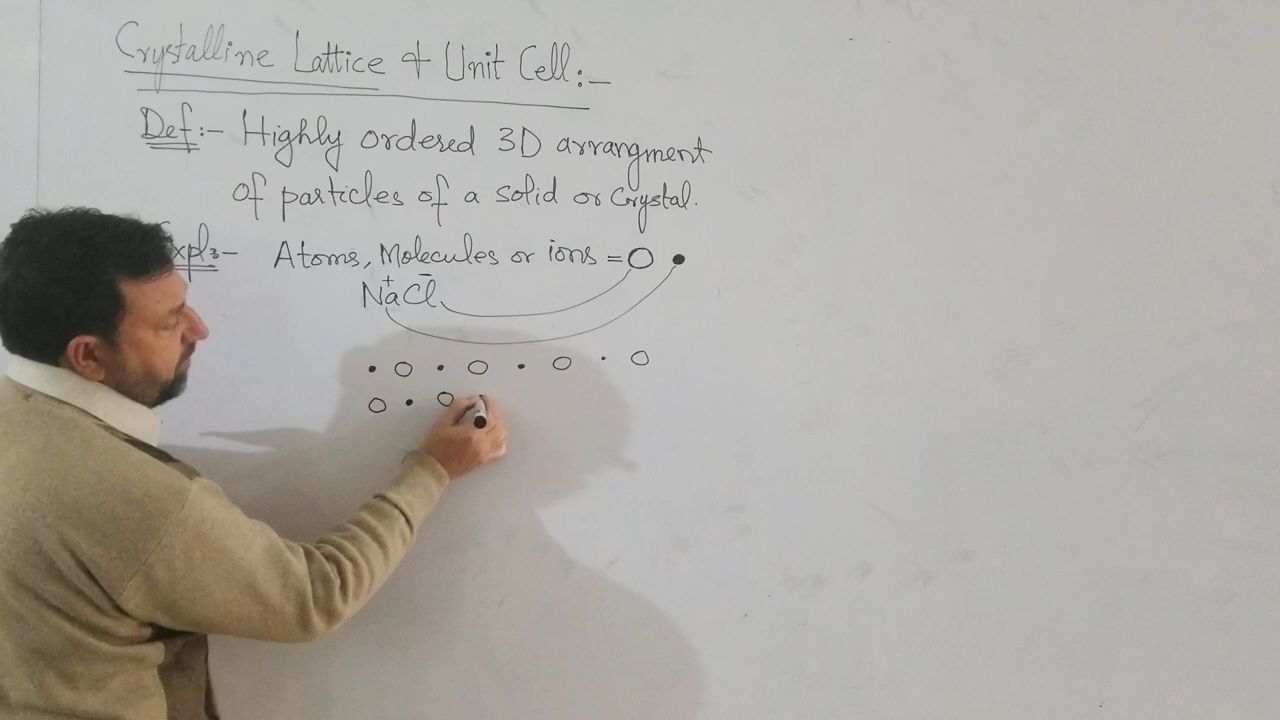 Crystalline Lattice & Unit Cell:-
Def:- Highly ordered 3D arrangment
of particles of a solid or Crystal.
Expl:- Atoms, Molecules or ions =
Na+Cl-